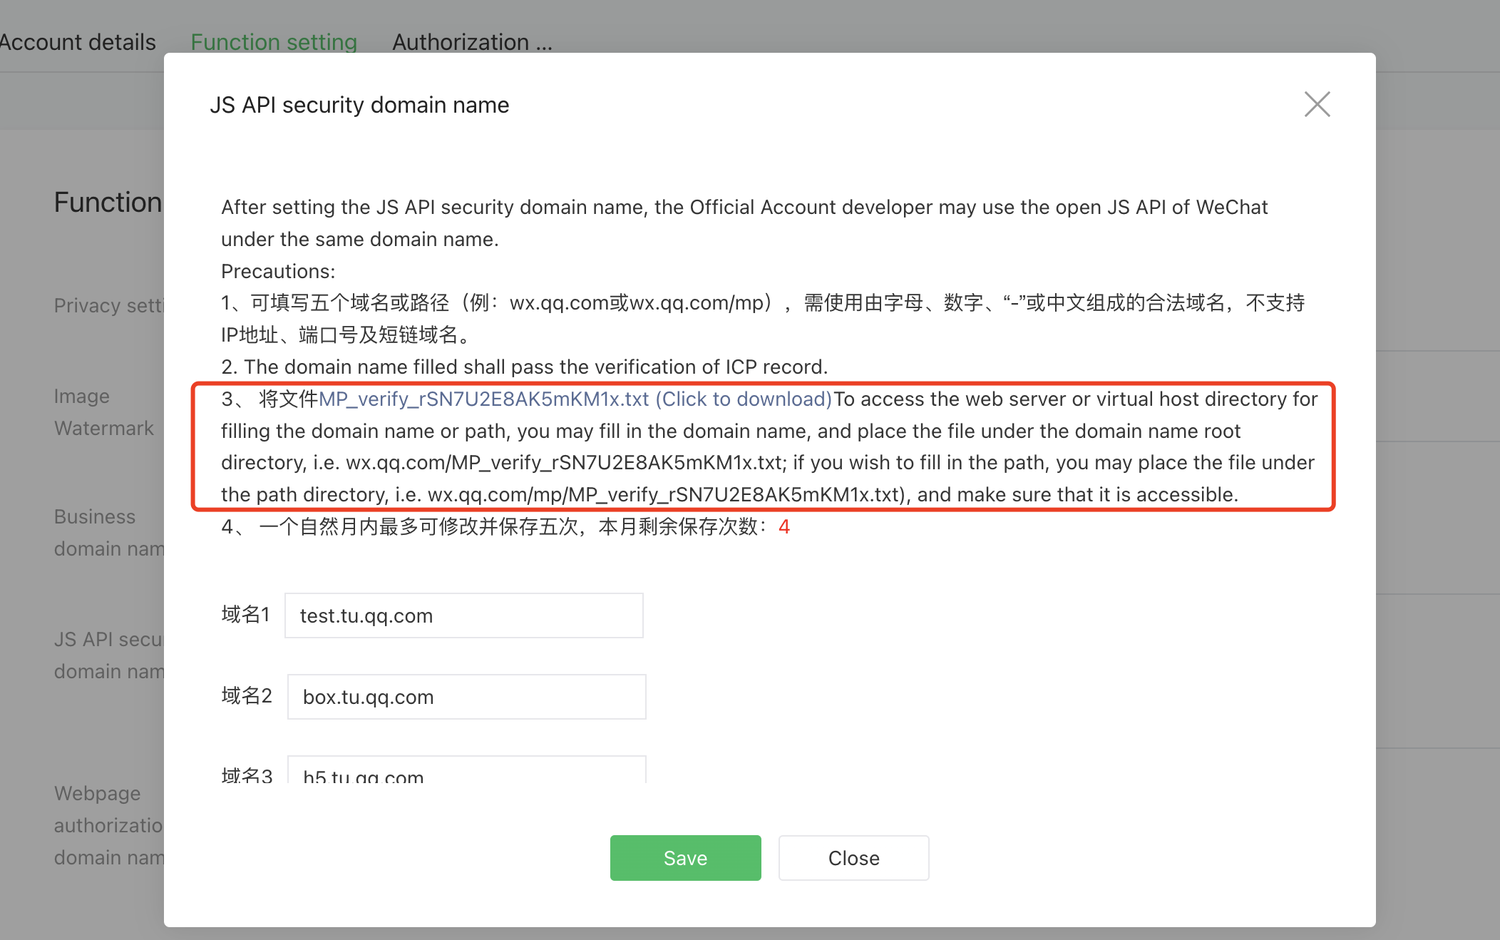 Account details Function setting Authorization ...
JS API security domain name
Function
After setting the JS API security domain name, the Official Account developer may use the open JS API of WeChat
under the same domain name.
Precautions:
1、可填写五个域名或路径（例：wx.qq.com或wx.qq.com/mp），需使用由字母、数字、“-”或中文组成的合法域名，不支持
IP地址、端口号及短链域名。
2. The domain name filled shall pass the verification of ICP record.
3、 将文件MP_verify_rSN7U2E8AK5mKM1x.txt (Click to download)To access the web server or virtual host directory for
filling the domain name or path, you may fill in the domain name, and place the file under the domain name root
directory, i.e. wx.qq.com/MP_verify_rSN7U2E8AK5mKM1x.txt; if you wish to fill in the path, you may place the file under
the path directory, i.e. wx.qq.com/mp/MP_verify_rSN7U2E8AK5mKM1x.txt), and make sure that it is accessible.
4、 一个自然月内最多可修改并保存五次，本月剩余保存次数：4
Privacy setti
Image
Watermark
Business
domain nam
JS API secu
domain nam
Webpage
authorizatio
domain nam
域名1 test.tu.qq.com
域名2 box.tu.qq.com
域名3 h5.tu.qq.com
Save Close